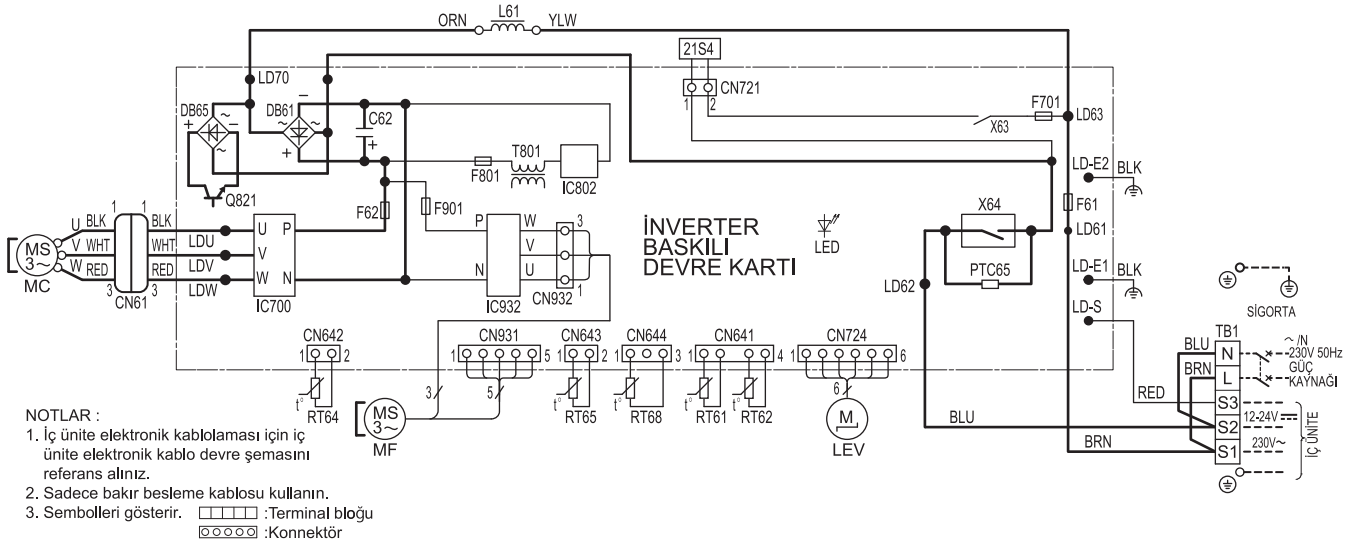 ORN L61 YLW
21S4
LD70
CN721
1 2
DB65
DB61
C62
F701
X63
LD63
+ ~ -
~
-
~ ~
+
+
T801
F801
IC802
Q821
LD-E2 BLK
F62
F901
X64
F61
LD61
PTC65
LD62
1 1
U BLK BLK LDU U P
V WHT WHT LDV V
W RED RED LDW W N
3 3
MS
3~
MC
CN61
IC700
P W
V
N U
3
1
IC932
CN932
İNVERTER
BASKILI
DEVRE KARTI
LED
LD-E1 BLK
LD-S
SİGORTA
TB1
BLU N ~/N
230V 50Hz
BRN L GÜÇ
KAYNAĞI
RED S3
12-24V
BLU S2
230V~
BRN S1
İÇ ÜNİTE
CN642
1 2
CN931
1 5
CN643
1 2
CN644
1 3
CN641
1 4
CN724
1 6
3
5
6
t° RT64
t° RT65
t° RT68
t° RT61
t° RT62
MS
3~
MF
M
LEV
NOTLAR :
1. İç ünite elektronik kablolaması için iç
ünite elektronik kablo devre şemasını
referans alınız.
2. Sadece bakır besleme kablosu kullanın.
3. Sembolleri gösterir. :Terminal bloğu
:Konnektör